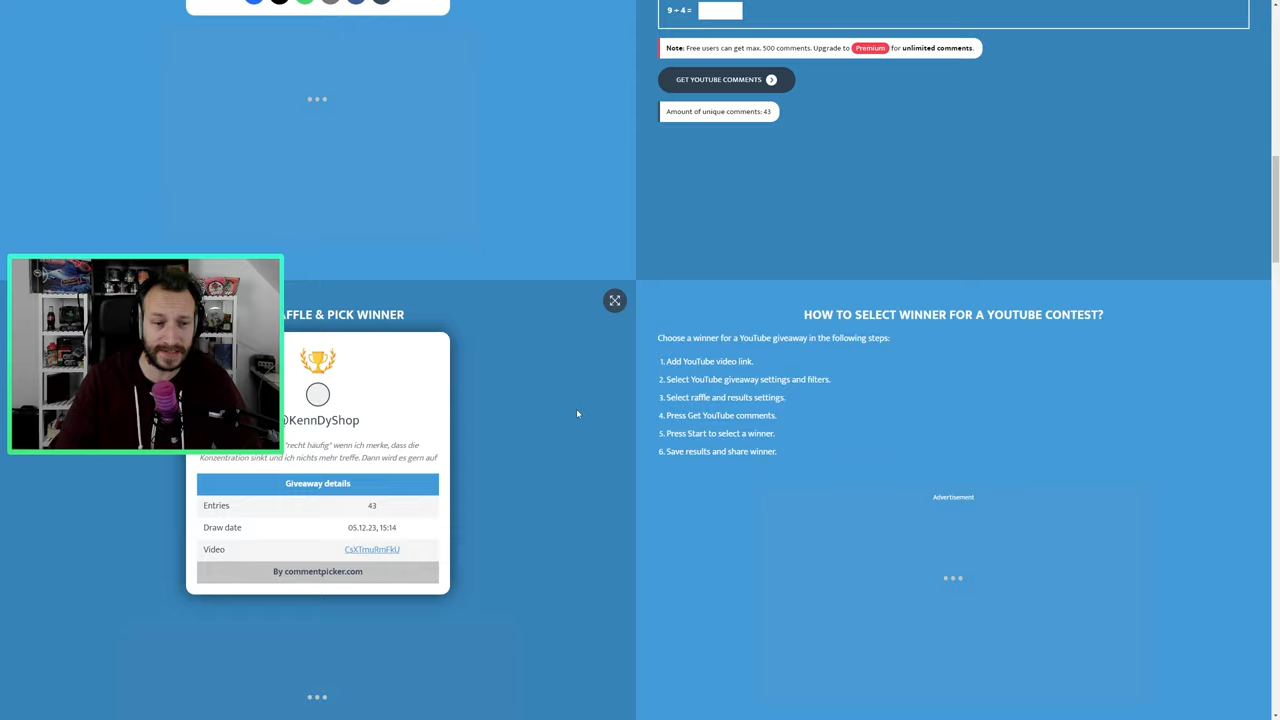 9 ÷ 4 =
Note: Free users can get max. 500 comments. Upgrade to Premium for unlimited comments.
GET YOUTUBE COMMENTS
Amount of unique comments: 43
AFFLE & PICK WINNER
@KennDyShop
"recht häufig" wenn ich merke, dass die
Konzentration sinkt und ich nichts mehr treffe. Dann wird es gern auf
Giveaway details
Entries 43
Draw date 05.12.23, 15:14
Video CsXTmuRmFkU
By commentpicker.com
HOW TO SELECT WINNER FOR A YOUTUBE CONTEST?
Choose a winner for a YouTube giveaway in the following steps:
1. Add YouTube video link.
2. Select YouTube giveaway settings and filters.
3. Select raffle and results settings.
4. Press Get YouTube comments.
5. Press Start to select a winner.
6. Save results and share winner.
Advertisement